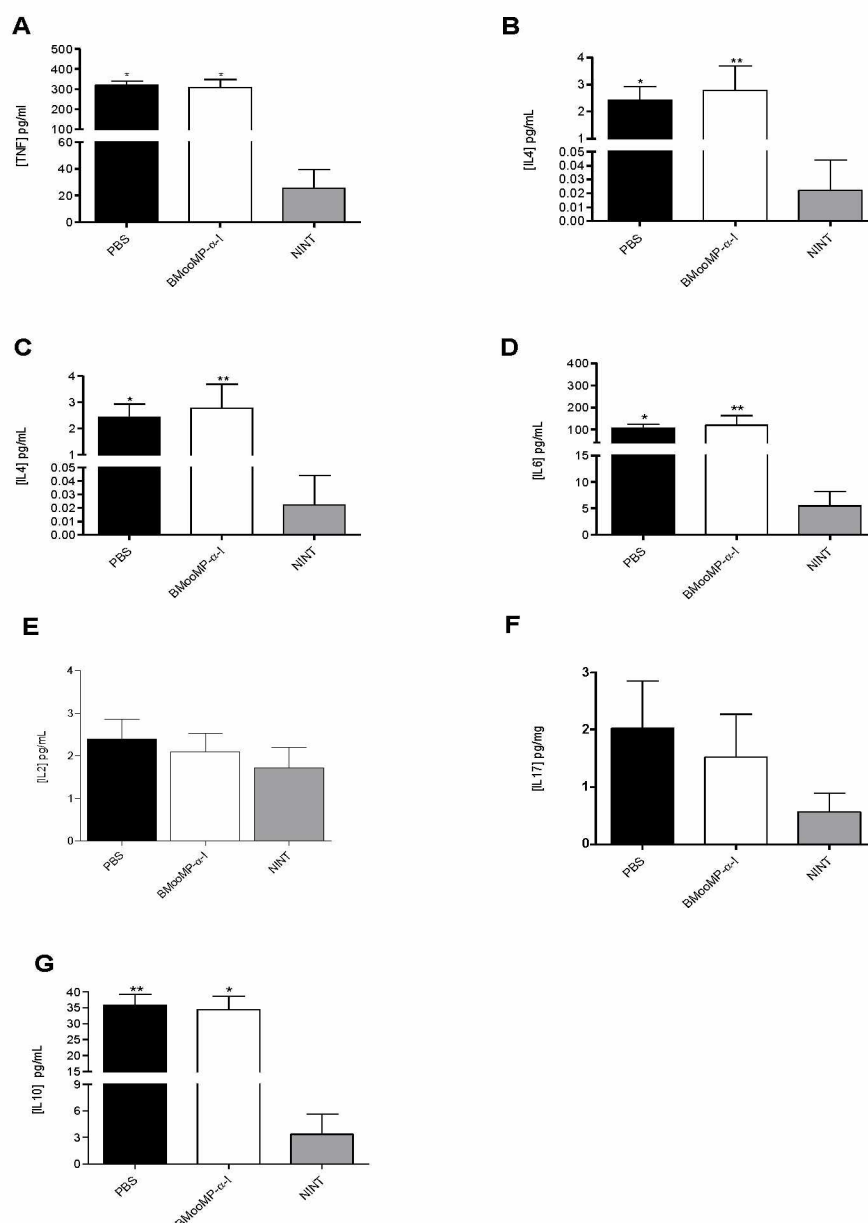 A
[TNF] pg/ml
500
400
300
200
100
60
40
20
0
* *
PBS
BMooMP-α-I
NINT
B
[IL4] pg/mL
4
3
2
1
0.05
0.04
0.03
0.02
0.01
0.00
* **
PBS
BMooMP-α-I
NINT
C
[IL4] pg/mL
4
3
2
1
0.05
0.04
0.03
0.02
0.01
0.00
* **
PBS
BMooMP-α-I
NINT
D
[IL6] pg/mL
400
300
200
100
15
10
5
0
* **
PBS
BMooMP-α-I
NINT
E
[IL2] pg/mL
4
3
2
1
0
PBS
BMooMP-α-I
NINT
F
[IL17] pg/mg
3
2
1
0
PBS
BMooMP-α-I
NINT
G
[IL10] pg/mL
40
35
30
25
20
15
9
6
3
0
** *
PBS
BMooMP-α-I
NINT